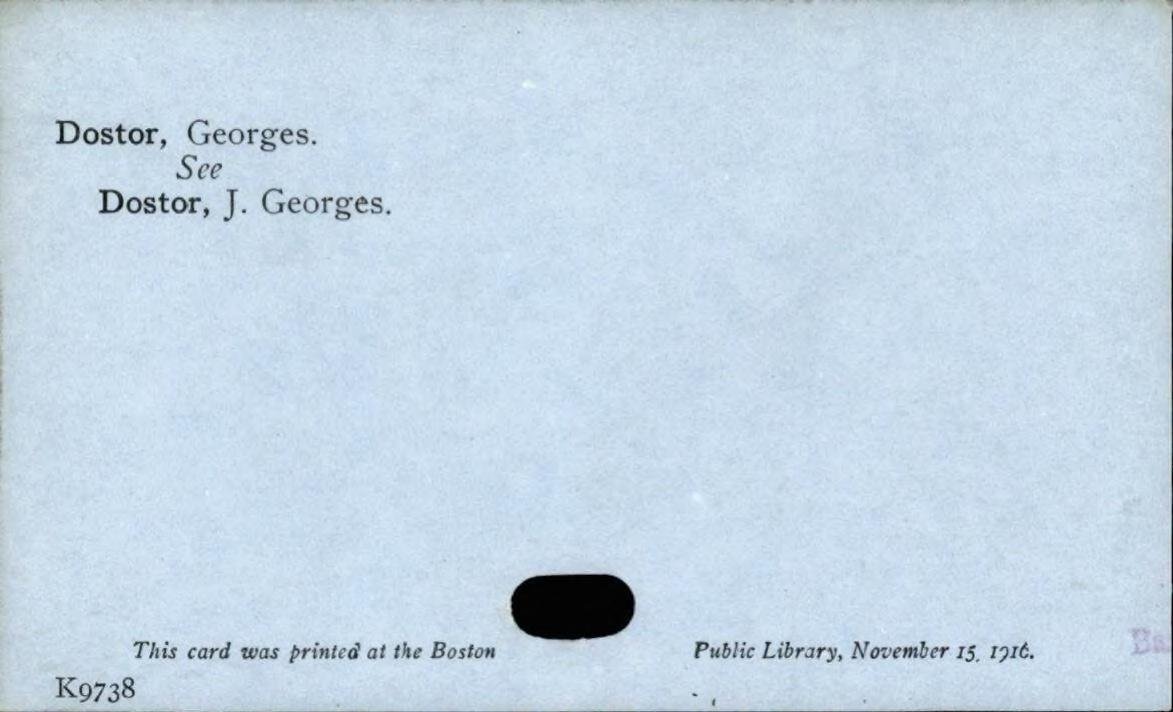 Dostor, Georges.
See
Dostor, J. Georges.
This card was printed at the Boston Public Library, November 15, 1916.
K9738